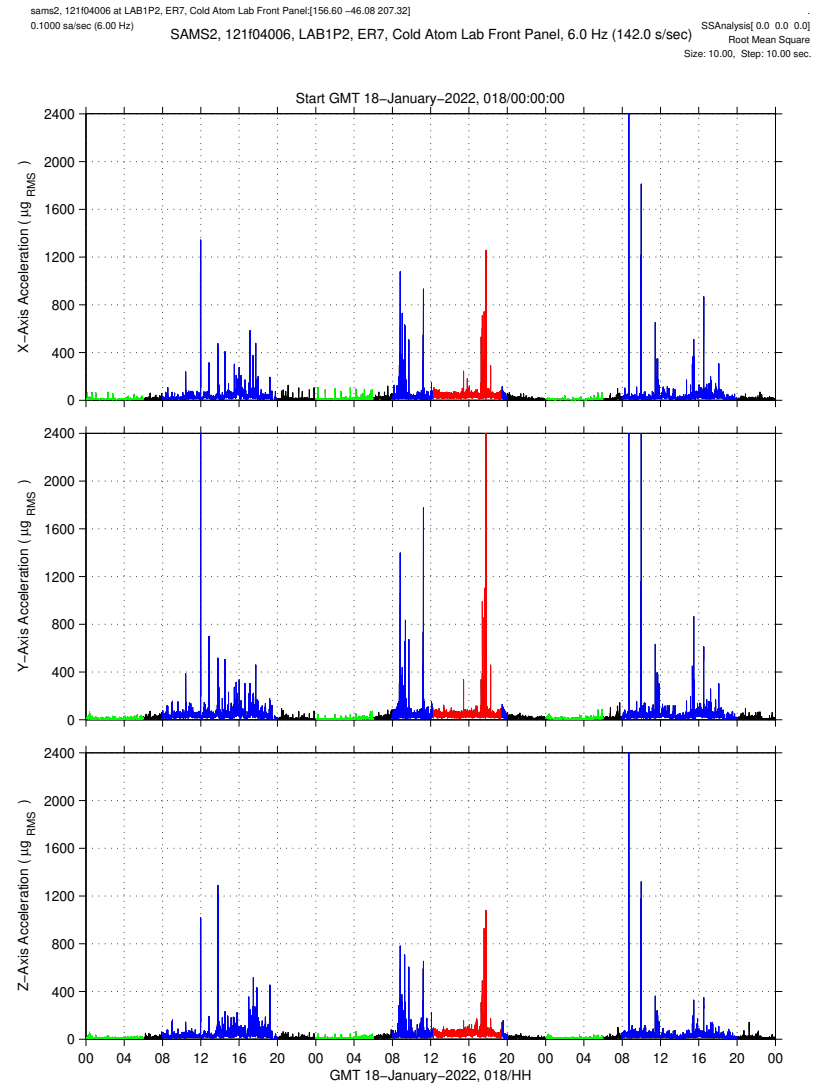 sams2, 121f04006 at LAB1P2, ER7, Cold Atom Lab Front Panel:[156.60 −46.08 207.32]
0.1000 sa/sec (6.00 Hz)
SAMS2, 121f04006, LAB1P2, ER7, Cold Atom Lab Front Panel, 6.0 Hz (142.0 s/sec)
SSAnalysis[ 0.0 0.0 0.0]
Root Mean Square
Size: 10.00, Step: 10.00 sec.
Start GMT 18−January−2022, 018/00:00:00
2400
2000
1600
1200
800
400
0
X−Axis Acceleration ( µg RMS )
2400
2000
1600
1200
800
400
0
Y−Axis Acceleration ( µg RMS )
2400
2000
1600
1200
800
400
0
Z−Axis Acceleration ( µg RMS )
00 04 08 12 16 20 00 04 08 12 16 20 00 04 08 12 16 20 00
GMT 18−January−2022, 018/HH